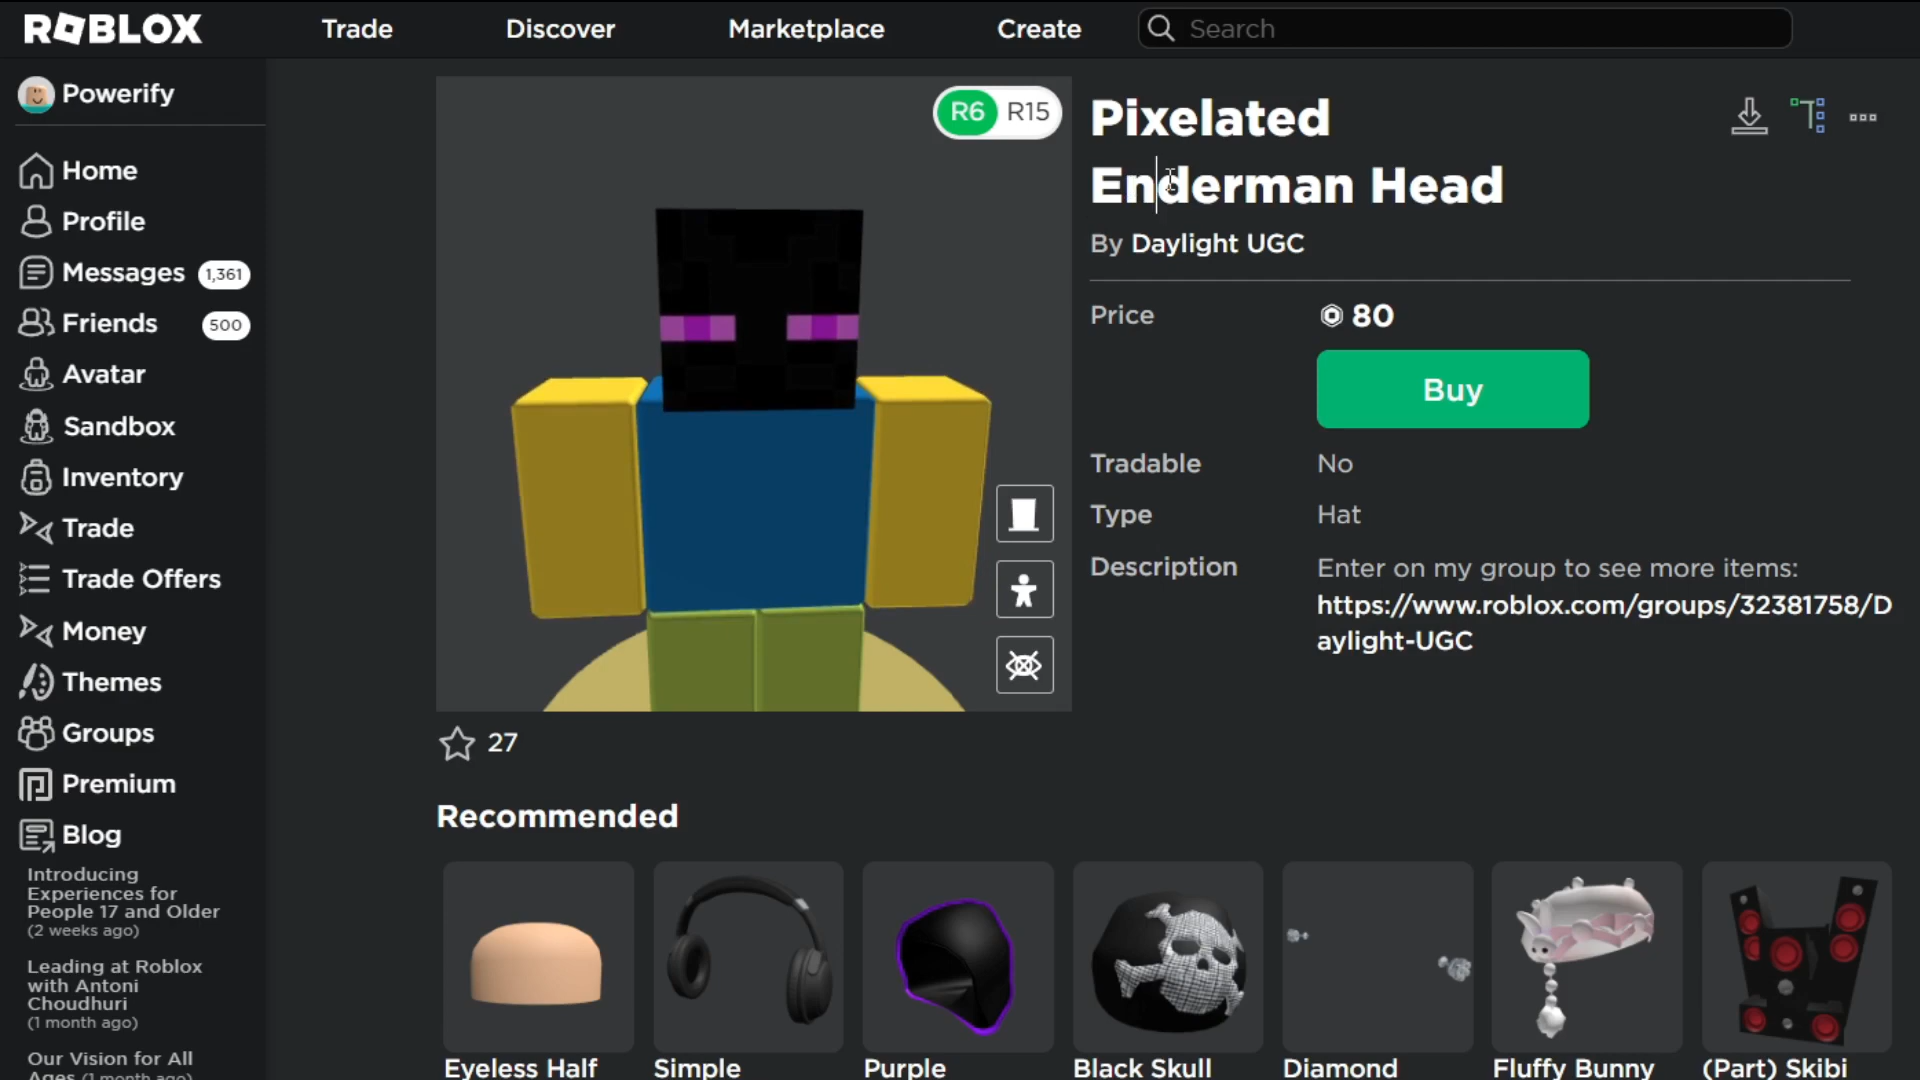 ROBLOX
Trade
Discover
Marketplace
Create
Search
Powerify
Home
Profile
Messages 1,361
Friends 500
Avatar
Sandbox
Inventory
Trade
Trade Offers
Money
Themes
Groups
Premium
Blog
Introducing
Experiences for
People 17 and Older
(2 weeks ago)
Leading at Roblox
with Antoni
Choudhuri
(1 month ago)
Our Vision for All
Ages (1 month ago)
R6 R15
27
Pixelated
Enderman Head
By Daylight UGC
Price 80
Buy
Tradable No
Type Hat
Description Enter on my group to see more items:
https://www.roblox.com/groups/32381758/D
aylight-UGC
Recommended
Eyeless Half
Simple
Purple
Black Skull
Diamond
Fluffy Bunny
(Part) Skibi